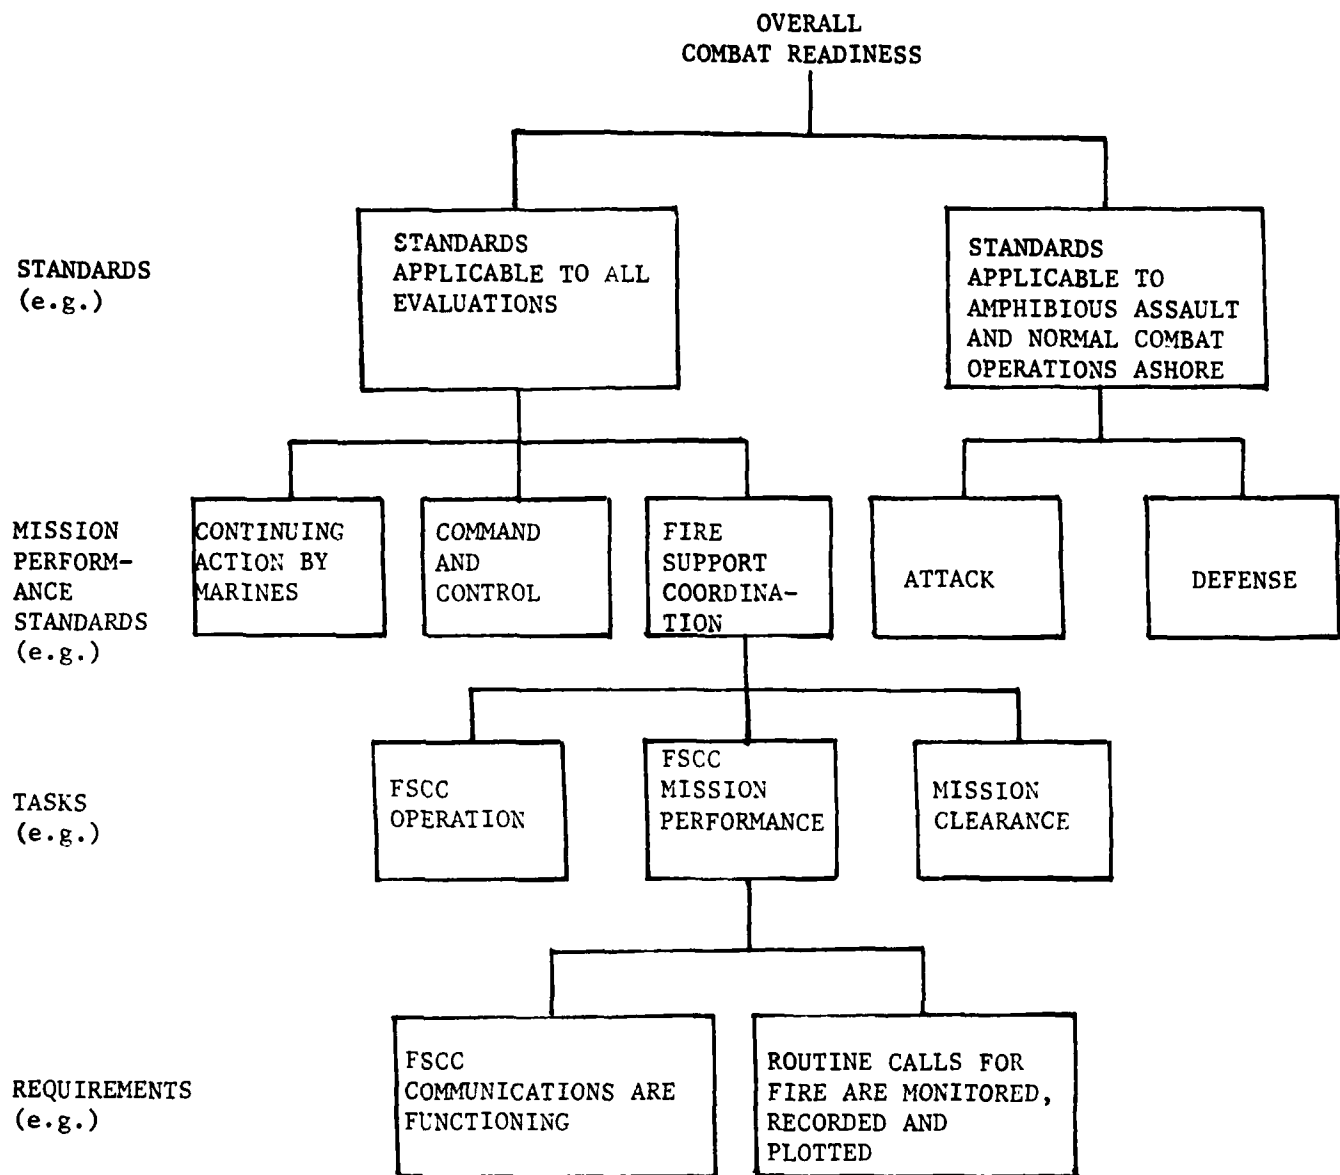 OVERALL
COMBAT READINESS
STANDARDS
(e.g.)
STANDARDS
APPLICABLE TO ALL
EVALUATIONS
STANDARDS
APPLICABLE TO
AMPHIBIOUS ASSAULT
AND NORMAL COMBAT
OPERATIONS ASHORE
MISSION
PERFORM-
ANCE
STANDARDS
(e.g.)
CONTINUING
ACTION BY
MARINES
COMMAND
AND
CONTROL
FIRE
SUPPORT
COORDINA-
TION
ATTACK
DEFENSE
TASKS
(e.g.)
FSCC
OPERATION
FSCC
MISSION
PERFORMANCE
MISSION
CLEARANCE
REQUIREMENTS
(e.g.)
FSCC
COMMUNICATIONS ARE
FUNCTIONING
ROUTINE CALLS FOR
FIRE ARE MONITORED,
RECORDED AND
PLOTTED